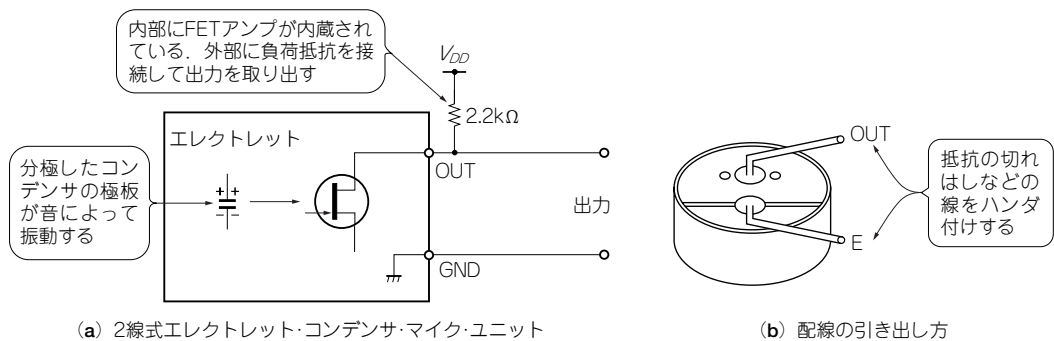 内部にFETアンプが内蔵され
ている．外部に負荷抵抗を接
続して出力を取り出す
VDD
2.2kΩ
エレクトレット
分極したコン
デンサの極板
が音によって
振動する
OUT
出力
GND
OUT
E
抵抗の切れ
はしなどの
線をハンダ
付けする
（a）2線式エレクトレット・コンデンサ・マイク・ユニット
（b）配線の引き出し方